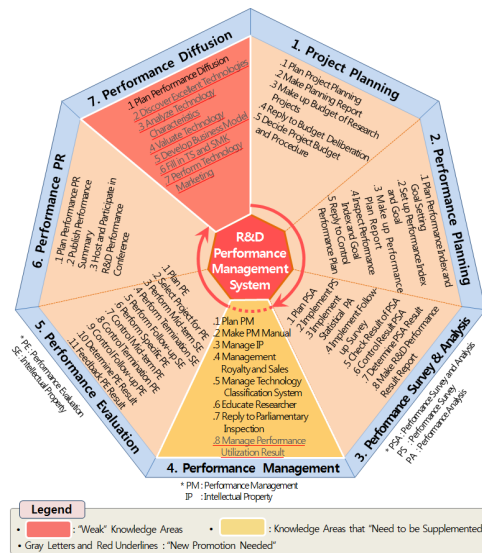 7. Performance Diffusion
.1 Plan Performance Diffusion
.2 Discover Excellent Technologies
.3 Analyze Technology
Characteristics
.4 Valuate Technology
.5 Develop Business Model
.6 Fill in TS and SMK
.7 Perform Technology
Marketing
1. Project Planning
.1 Plan Project Planning
.2 Make Planning Report
.3 Make up Budget of Research
Projects
.4 Reply to Budget Deliberation
.5 Decide Project Budget
and Procedure
2. Performance Planning
.1 Plan Performance Index and
Goal Setting
.2 Set up Performance Index
and Goal
.3 Make up Performance
Plan Report
.4 Inspect Performance
Index and Goal
.5 Reply to Control
Performance Plan
6. Performance PR
.1 Plan Performance PR
.2 Publish Performance
Summary
.3 Host and Participate in
R&D Performance
Conference
R&D
Performance
Management
System
3. Performance Survey & Analysis
.1 Plan PSA
.2 Implement PS
.3 Implement
Statistical PA
.4 Implement Follow-
up Survey
.5 Check Result of PSA
.6 Control Result PSA
.7 Determine PSA Result
.8 Make R&D Performance
Result Report
* PSA : Performance Survey and Analysis
PS : Performance Survey
PA : Performance Analysis
5. Performance Evaluation
.1 Plan PE
.2 Select Projects PE
.3 Perform Mid-term SE
.4 Perform Termination SE
.5 Perform Follow-up SE
.6 Perform Specific SE
.7 Control Mid-term PE
.8 Control Termination PE
.9 Control Follow-up PE
.10 Determine PE Result
.11 Feedback PE Result
* PE : Performance Evaluation
SE : Intellectual Property
4. Performance Management
.1 Plan PM
.2 Make PM Manual
.3 Manage IP
.4 Management
Royalty and Sales
.5 Manage Technology
Classification System
.6 Educate Researcher
.7 Reply to Parliamentary
Inspection
.8 Manage Performance
Utilization Result
* PM : Performance Management
IP : Intellectual Property
Legend
• : "Weak" Knowledge Areas
• : Knowledge Areas that "Need to be Supplemented"
• Gray Letters and Red Underlines : "New Promotion Needed"